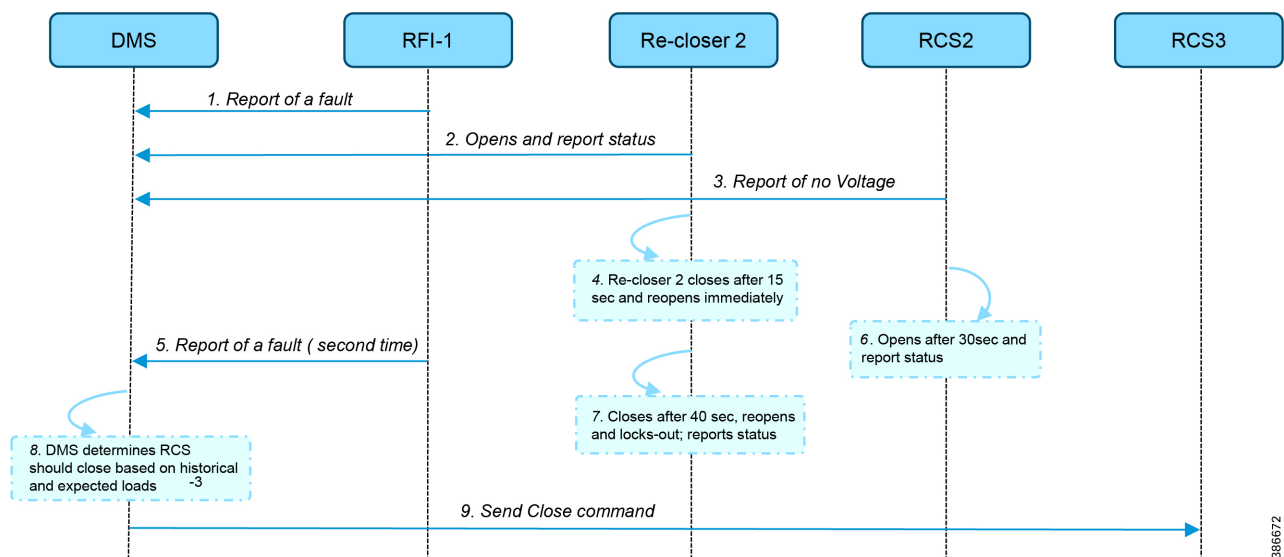 DMS
RFI-1
Re-closer 2
RCS2
RCS3
1. Report of a fault
2. Opens and report status
3. Report of no Voltage
4. Re-closer 2 closes after 15
sec and reopens immediately
5. Report of a fault ( second time)
6. Opens after 30sec and
report status
7. Closes after 40 sec, reopens
and locks-out; reports status
8. DMS determines RCS
should close based on historical
and expected loads -3
9. Send Close command